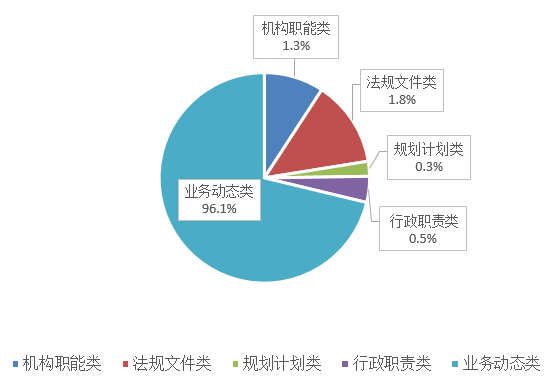 机构职能类
1.3%
法规文件类
1.8%
规划计划类
0.3%
行政职责类
0.5%
业务动态类
96.1%
机构职能类 法规文件类 规划计划类 行政职责类 业务动态类